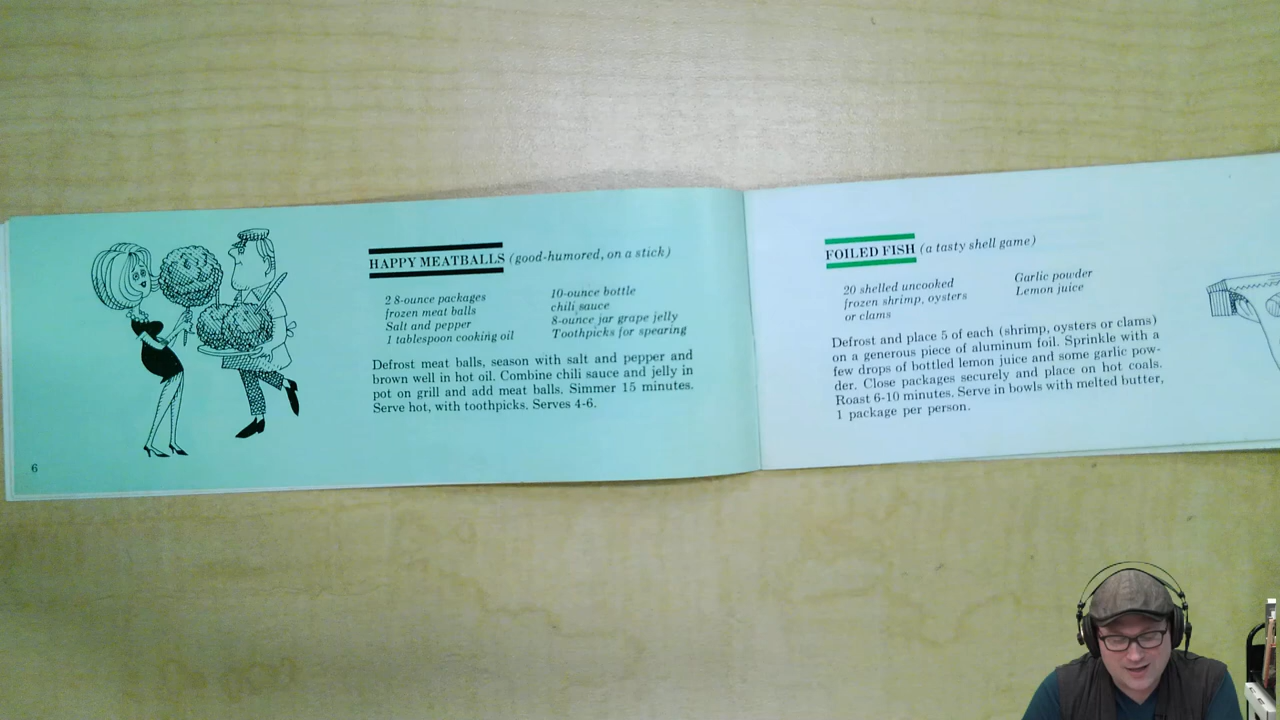 HAPPY MEATBALLS (good-humored, on a stick)
2 8-ounce packages
frozen meat balls
Salt and pepper
1 tablespoon cooking oil
10-ounce bottle
chili sauce
8-ounce jar grape jelly
Toothpicks for spearing
Defrost meat balls, season with salt and pepper and
brown well in hot oil. Combine chili sauce and jelly in
pot on grill and add meat balls. Simmer 15 minutes.
Serve hot, with toothpicks. Serves 4-6.
6
FOILED FISH (a tasty shell game)
20 shelled uncooked
frozen shrimp, oysters
or clams
Garlic powder
Lemon juice
Defrost and place 5 of each (shrimp, oysters or clams)
on a generous piece of aluminum foil. Sprinkle with a
few drops of bottled lemon juice and some garlic pow-
der. Close packages securely and place on hot coals.
Roast 6-10 minutes. Serve in bowls with melted butter,
1 package per person.